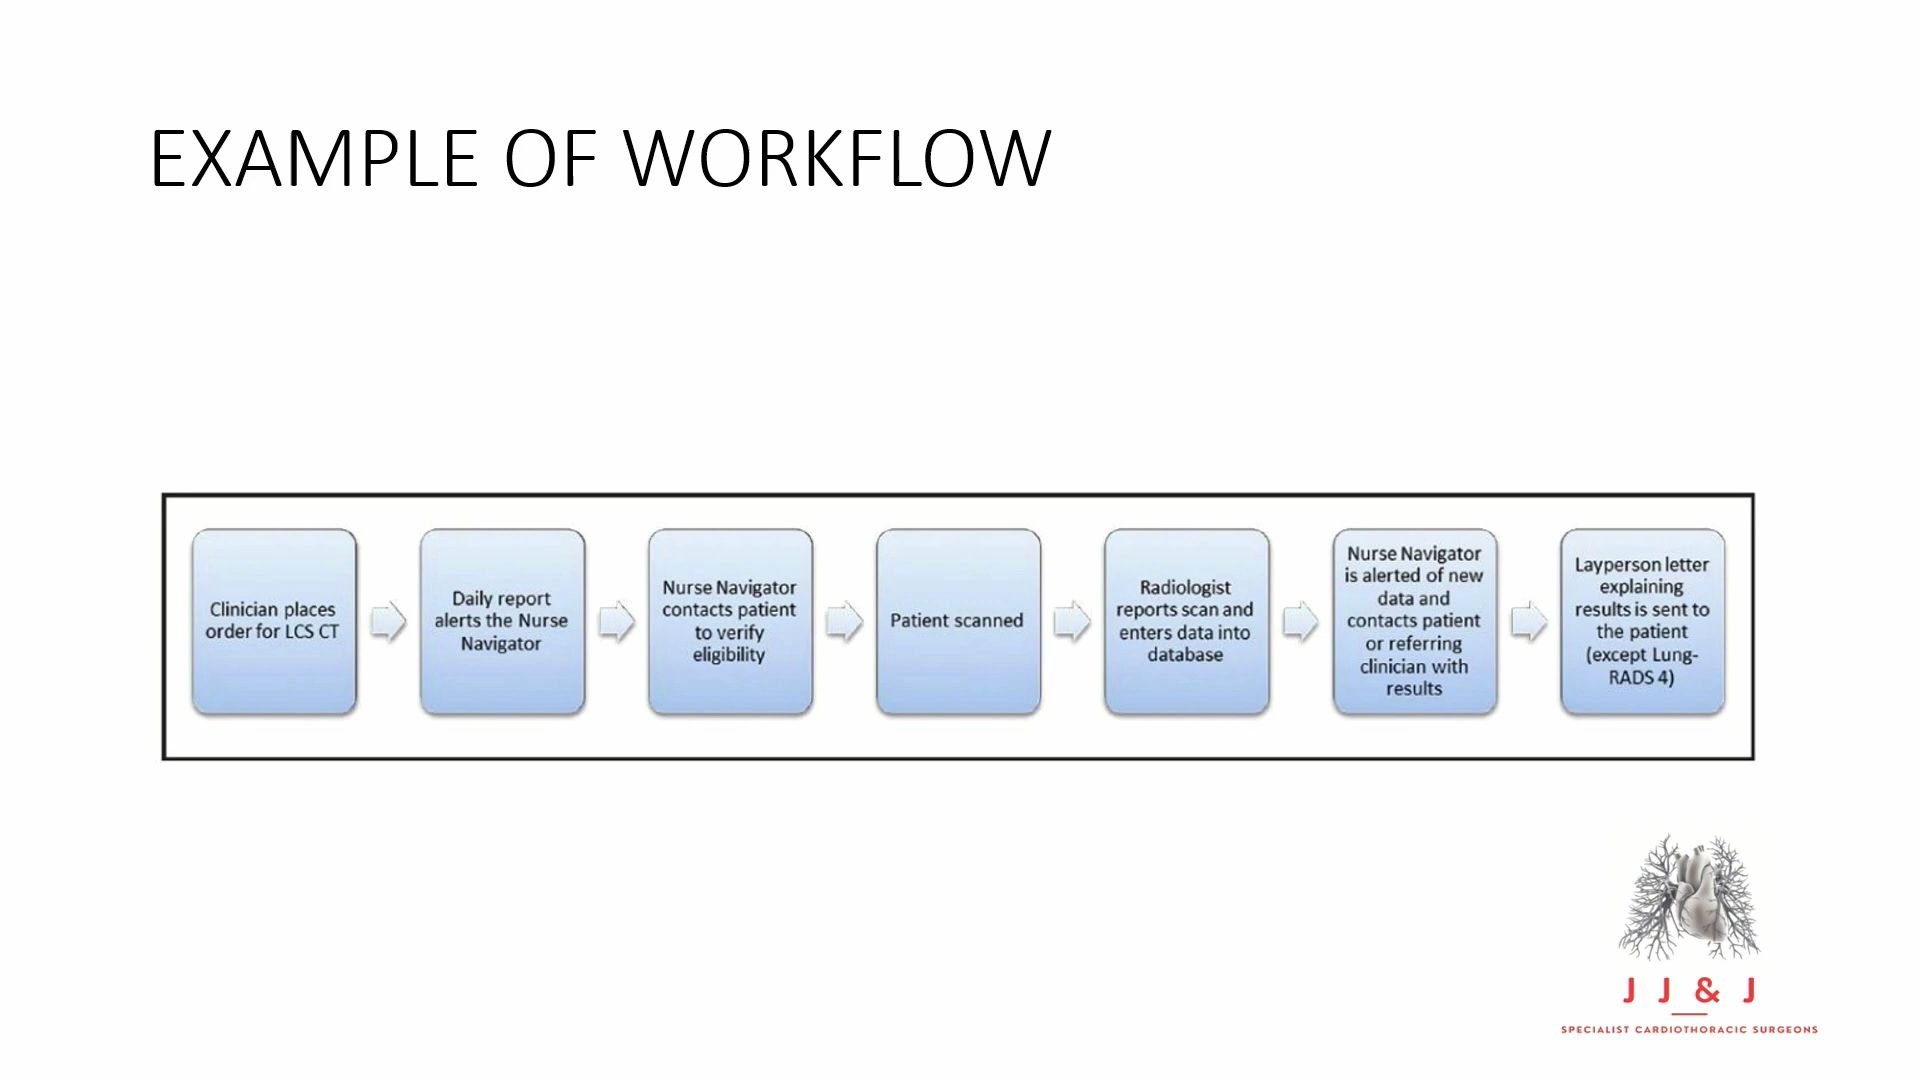 EXAMPLE OF WORKFLOW
Clinician places
order for LCS CT
Daily report
alerts the Nurse
Navigator
Nurse Navigator
contacts patient
to verify
eligibility
Patient scanned
Radiologist
reports scan and
enters data into
database
Nurse Navigator
is alerted of new
data and
contacts patient
or referring
clinician with
results
Layperson letter
explaining
results is sent to
the patient
(except Lung-
RADS 4)
J J & J
SPECIALIST CARDIOTHORACIC SURGEONS